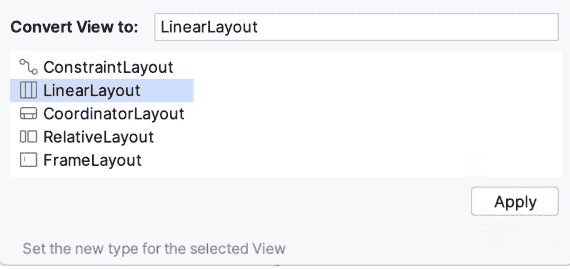 Convert View to: LinearLayout
ConstraintLayout
LinearLayout
CoordinatorLayout
RelativeLayout
FrameLayout
Apply
Set the new type for the selected View